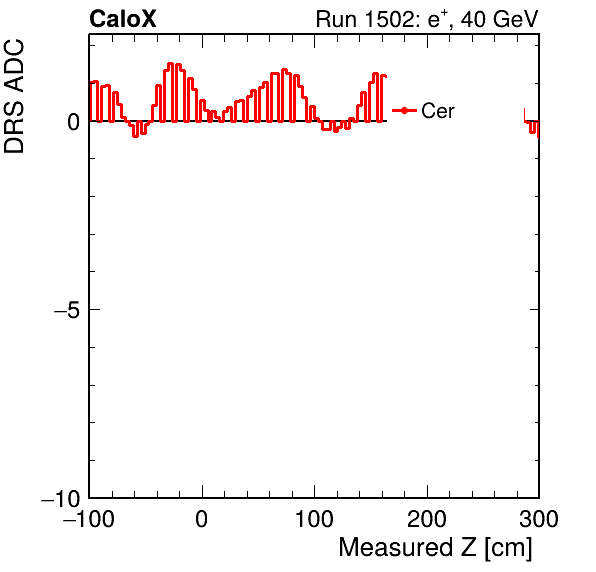 CaloX Run 1502: e⁺, 40 GeV
DRS ADC
Cer
0
−5
−10
−100 0 100 200 300
Measured Z [cm]